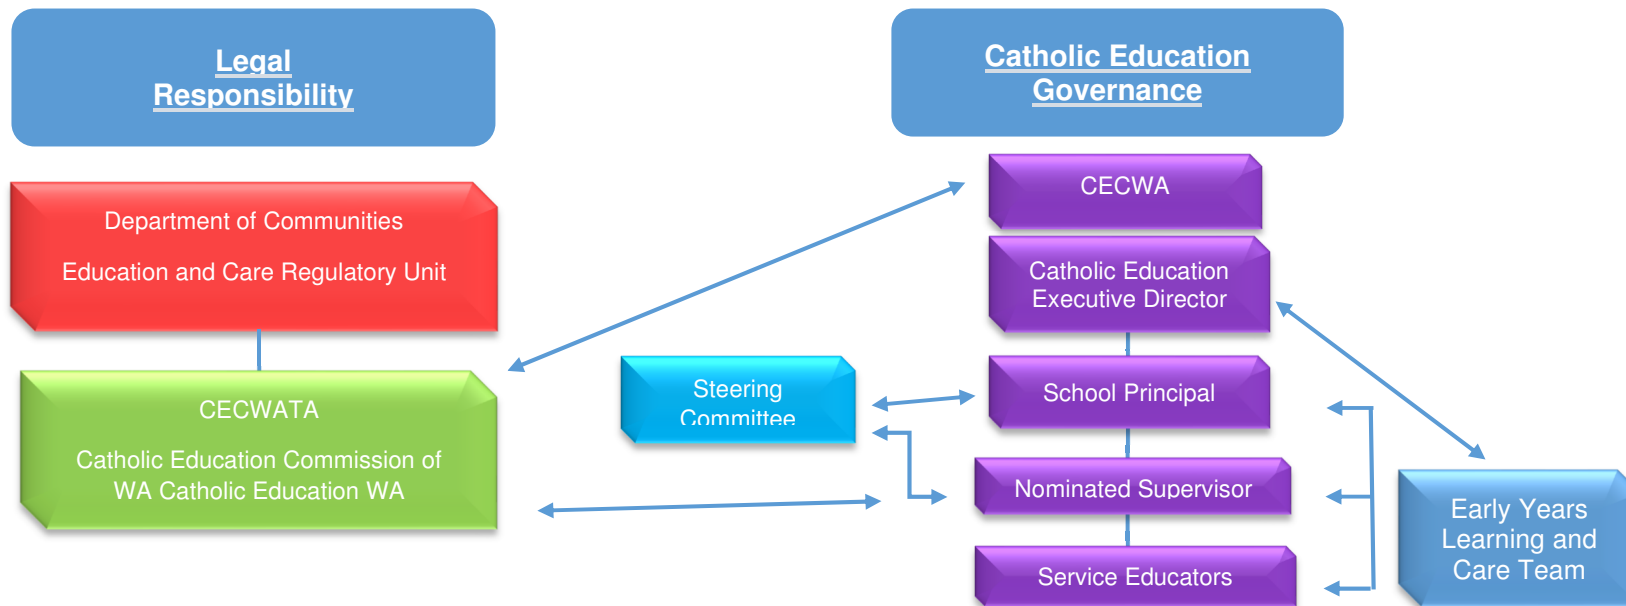 Legal
Responsibility
Catholic Education
Governance
Department of Communities
Education and Care Regulatory Unit
CECWATA
Catholic Education Commission of
WA Catholic Education WA
Steering
Committee
CECWA
Catholic Education
Executive Director
School Principal
Nominated Supervisor
Service Educators
Early Years
Learning and
Care Team